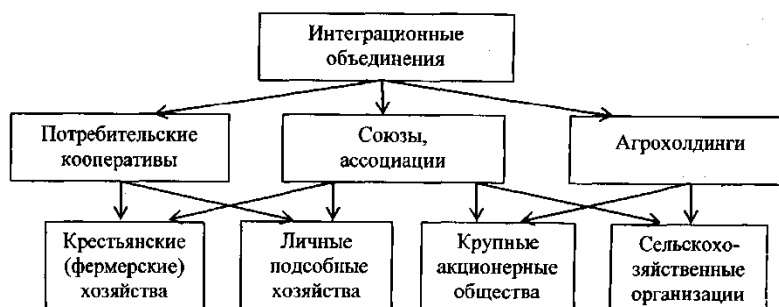 Интеграционные
объединения
Потребительские
кооперативы
Союзы,
ассоциации
Агрохолдинги
Крестьянские
(фермерские)
хозяйства
Личные
подсобные
хозяйства
Крупные
акционерные
общества
Сельскохо-
зяйственные
организации